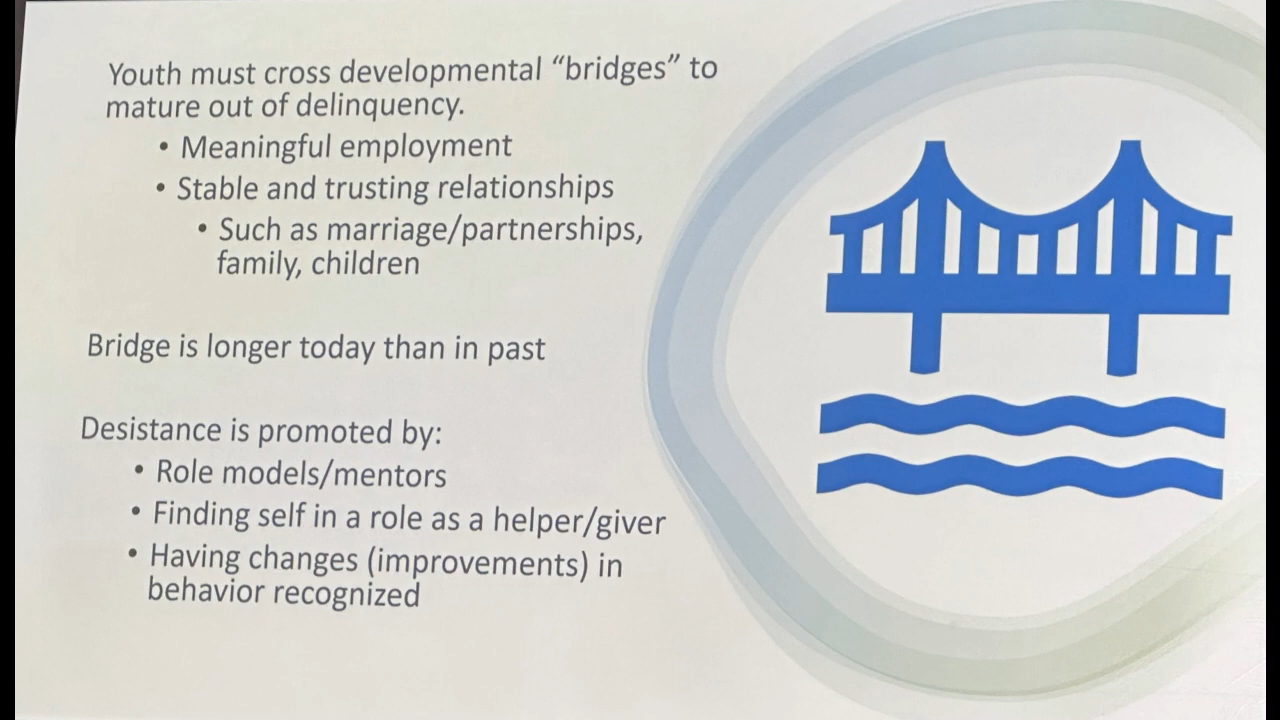 Youth must cross developmental “bridges” to
mature out of delinquency.
• Meaningful employment
• Stable and trusting relationships
• Such as marriage/partnerships,
family, children
Bridge is longer today than in past
Desistance is promoted by:
• Role models/mentors
• Finding self in a role as a helper/giver
• Having changes (improvements) in
behavior recognized